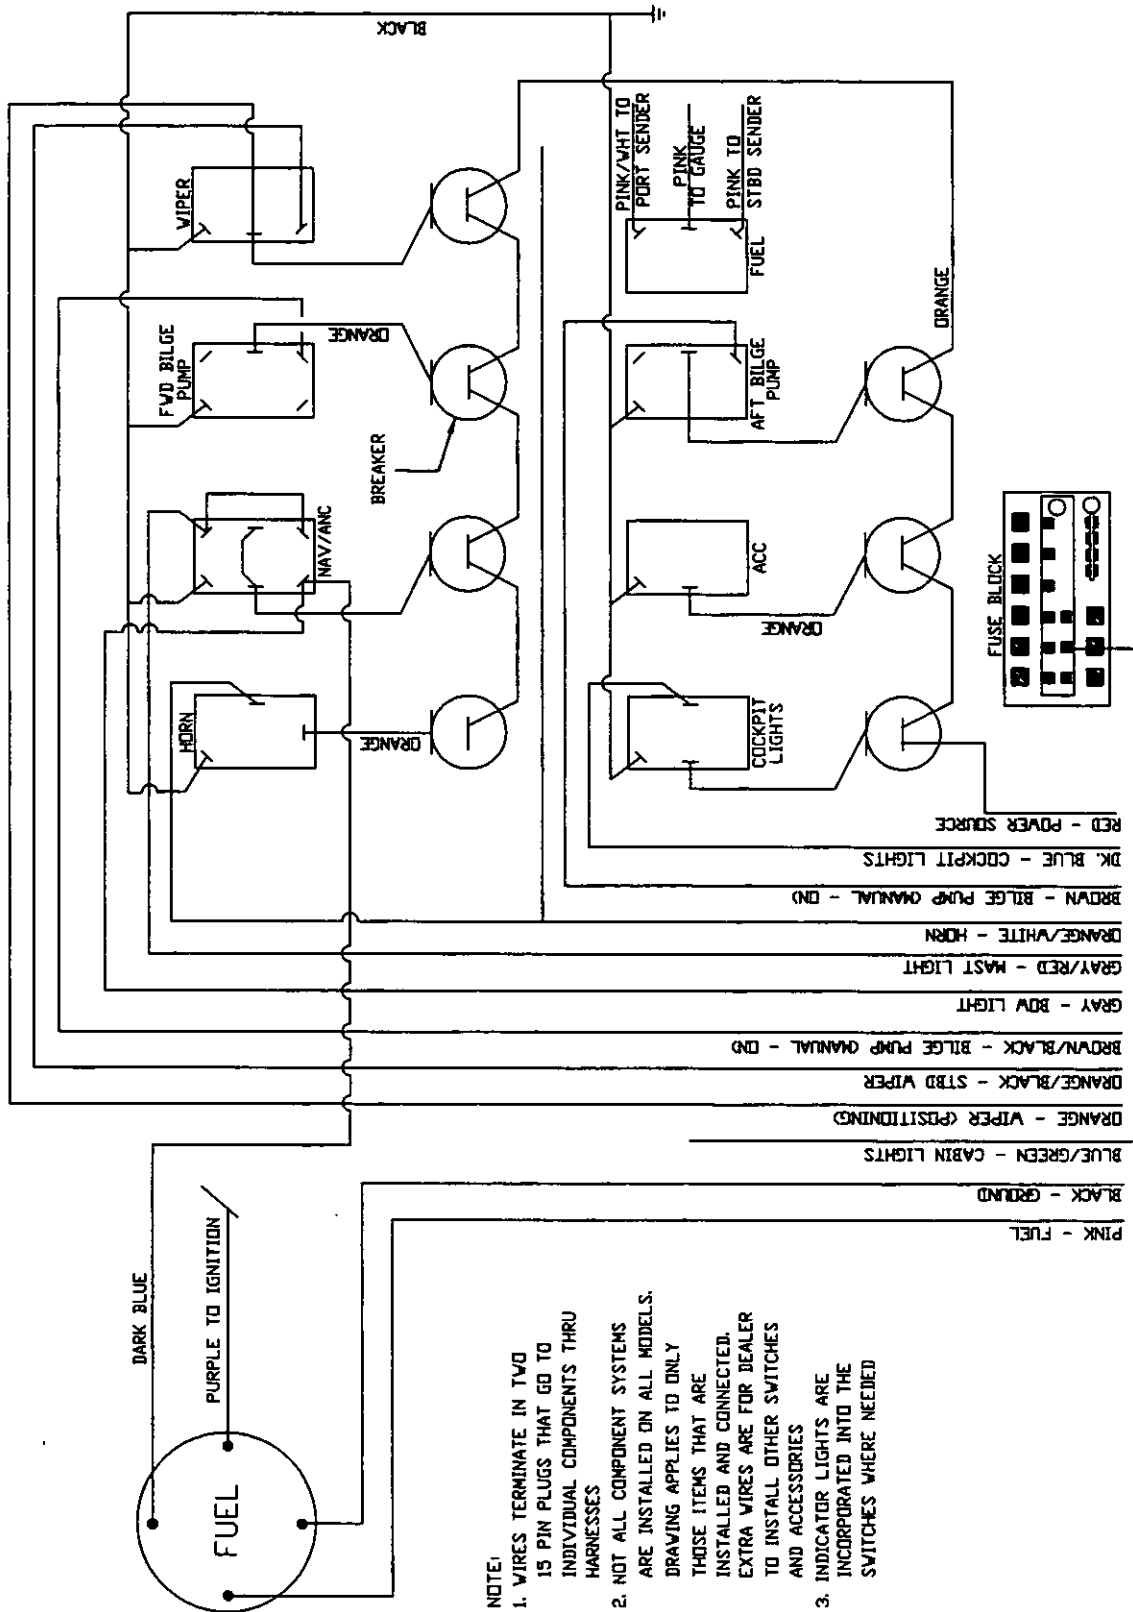 BLACK
WIPER
FWD BILGE
PUMP
NAV/ANC
HORN
ORANGE
BREAKER
ORANGE
PINK/WHT TO
PORT SENDER
PINK
TO GAUGE
PINK TO
STBD SENDER
FUEL
AFT BILGE
PUMP
ACC
COCKPIT
LIGHTS
ORANGE
ORANGE
FUSE BLOCK
RED - POWER SOURCE
DK. BLUE - COCKPIT LIGHTS
BROWN - BILGE PUMP (MANUAL - ON)
ORANGE/WHITE - HORN
GRAY/RED - MAST LIGHT
GRAY - BOW LIGHT
BROWN/BLACK - BILGE PUMP (MANUAL - ON)
ORANGE/BLACK - STBD WIPER
ORANGE - WIPER (POSITIONING)
BLUE/GREEN - CABIN LIGHTS
BLACK - GROUND
PINK - FUEL
DARK BLUE
PURPLE TO IGNITION
FUEL
NOTE:
1. WIRES TERMINATE IN TWO
15 PIN PLUGS THAT GO TO
INDIVIDUAL COMPONENTS THRU
HARNESSES
2. NOT ALL COMPONENT SYSTEMS
ARE INSTALLED ON ALL MODELS.
DRAWING APPLIES TO ONLY
THOSE ITEMS THAT ARE
INSTALLED AND CONNECTED.
EXTRA WIRES ARE FOR DEALER
TO INSTALL OTHER SWITCHES
AND ACCESSORIES
3. INDICATOR LIGHTS ARE
INCORPORATED INTO THE
SWITCHES WHERE NEEDED